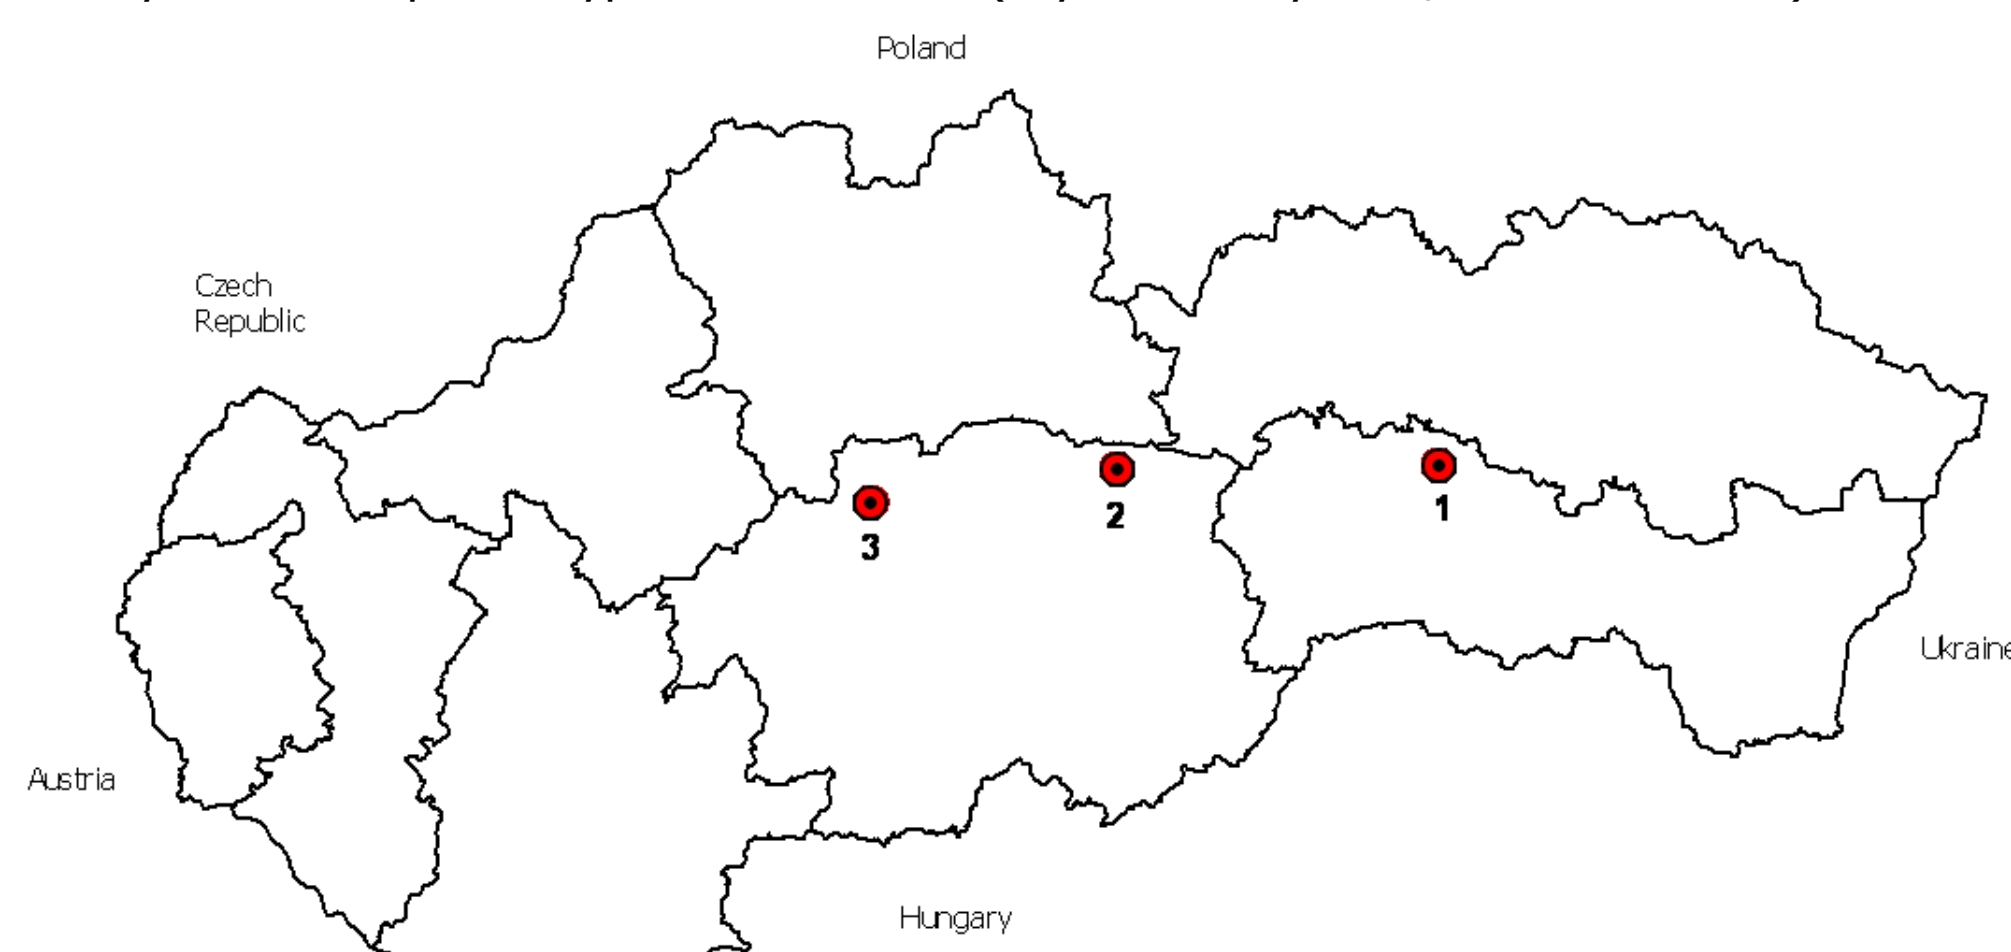 Poland
Czech
Republic
1
2
3
Ukraine
Austria
Hungary